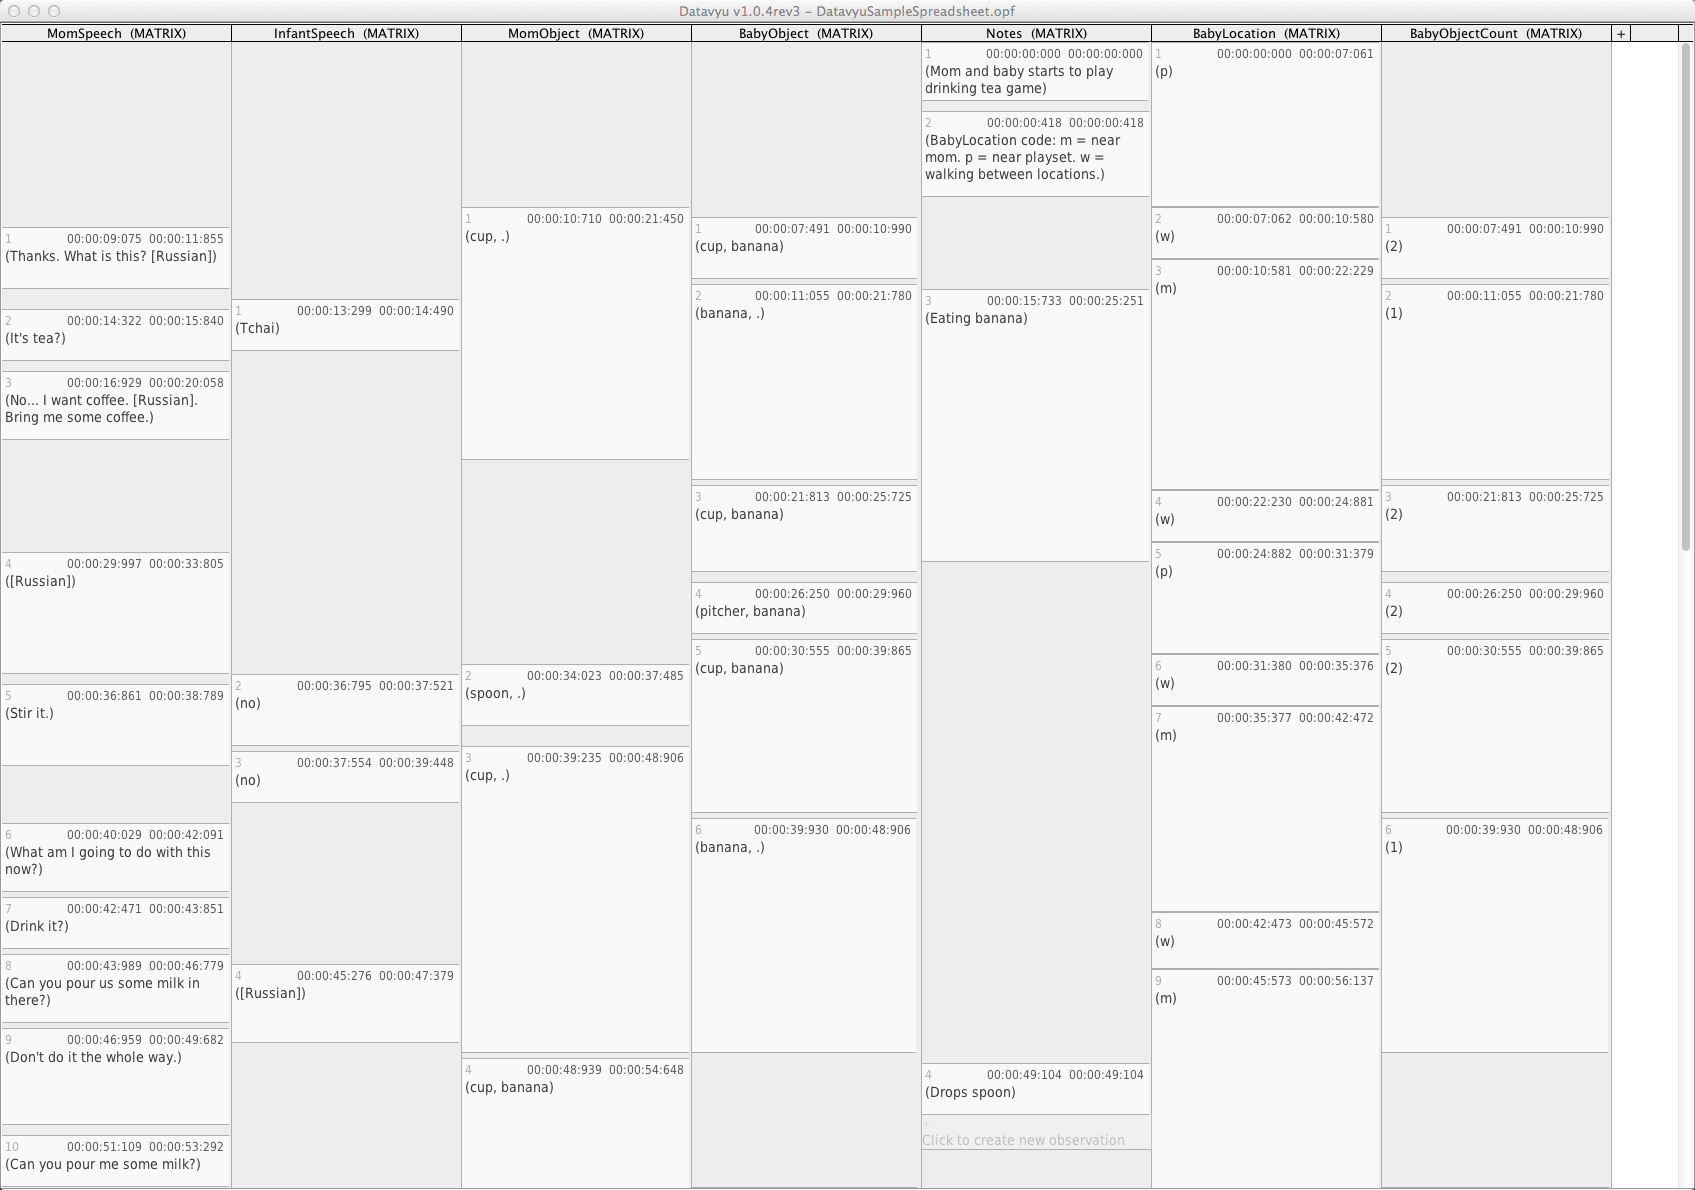 Datavyu v1.0.4rev3 – DatavyuSampleSpreadsheet.opf
MomSpeech (MATRIX)
1 00:00:09:075 00:00:11:855
(Thanks. What is this? [Russian])
2 00:00:14:322 00:00:15:840
(It's tea?)
3 00:00:16:929 00:00:20:058
(No... I want coffee. [Russian].
Bring me some coffee.)
4 00:00:29:997 00:00:33:805
([Russian])
5 00:00:36:861 00:00:38:789
(Stir it.)
6 00:00:40:029 00:00:42:091
(What am I going to do with this
now?)
7 00:00:42:471 00:00:43:851
(Drink it?)
8 00:00:43:989 00:00:46:779
(Can you pour us some milk in
there?)
9 00:00:46:959 00:00:49:682
(Don't do it the whole way.)
10 00:00:51:109 00:00:53:292
(Can you pour me some milk?)
InfantSpeech (MATRIX)
1 00:00:13:299 00:00:14:490
(Tchai)
2 00:00:36:795 00:00:37:521
(no)
3 00:00:37:554 00:00:39:448
(no)
4 00:00:45:276 00:00:47:379
([Russian])
MomObject (MATRIX)
1 00:00:10:710 00:00:21:450
(cup, .)
2 00:00:34:023 00:00:37:485
(spoon, .)
3 00:00:39:235 00:00:48:906
(cup, .)
4 00:00:48:939 00:00:54:648
(cup, banana)
BabyObject (MATRIX)
1 00:00:07:491 00:00:10:990
(cup, banana)
2 00:00:11:055 00:00:21:780
(banana, .)
3 00:00:21:813 00:00:25:725
(cup, banana)
4 00:00:26:250 00:00:29:960
(pitcher, banana)
5 00:00:30:555 00:00:39:865
(cup, banana)
6 00:00:39:930 00:00:48:906
(banana, .)
Notes (MATRIX)
1 00:00:00:000 00:00:00:000
(Mom and baby starts to play
drinking tea game)
2 00:00:00:418 00:00:00:418
(BabyLocation code: m = near
mom. p = near playset. w =
walking between locations.)
3 00:00:15:733 00:00:25:251
(Eating banana)
4 00:00:49:104 00:00:49:104
(Drops spoon)
+
Click to create new observation
BabyLocation (MATRIX)
1 00:00:00:000 00:00:07:061
(p)
2 00:00:07:062 00:00:10:580
(w)
3 00:00:10:581 00:00:22:229
(m)
4 00:00:22:230 00:00:24:881
(w)
5 00:00:24:882 00:00:31:379
(p)
6 00:00:31:380 00:00:35:376
(w)
7 00:00:35:377 00:00:42:472
(m)
8 00:00:42:473 00:00:45:572
(w)
9 00:00:45:573 00:00:56:137
(m)
BabyObjectCount (MATRIX)
1 00:00:07:491 00:00:10:990
(2)
2 00:00:11:055 00:00:21:780
(1)
3 00:00:21:813 00:00:25:725
(2)
4 00:00:26:250 00:00:29:960
(2)
5 00:00:30:555 00:00:39:865
(2)
6 00:00:39:930 00:00:48:906
(1)
+